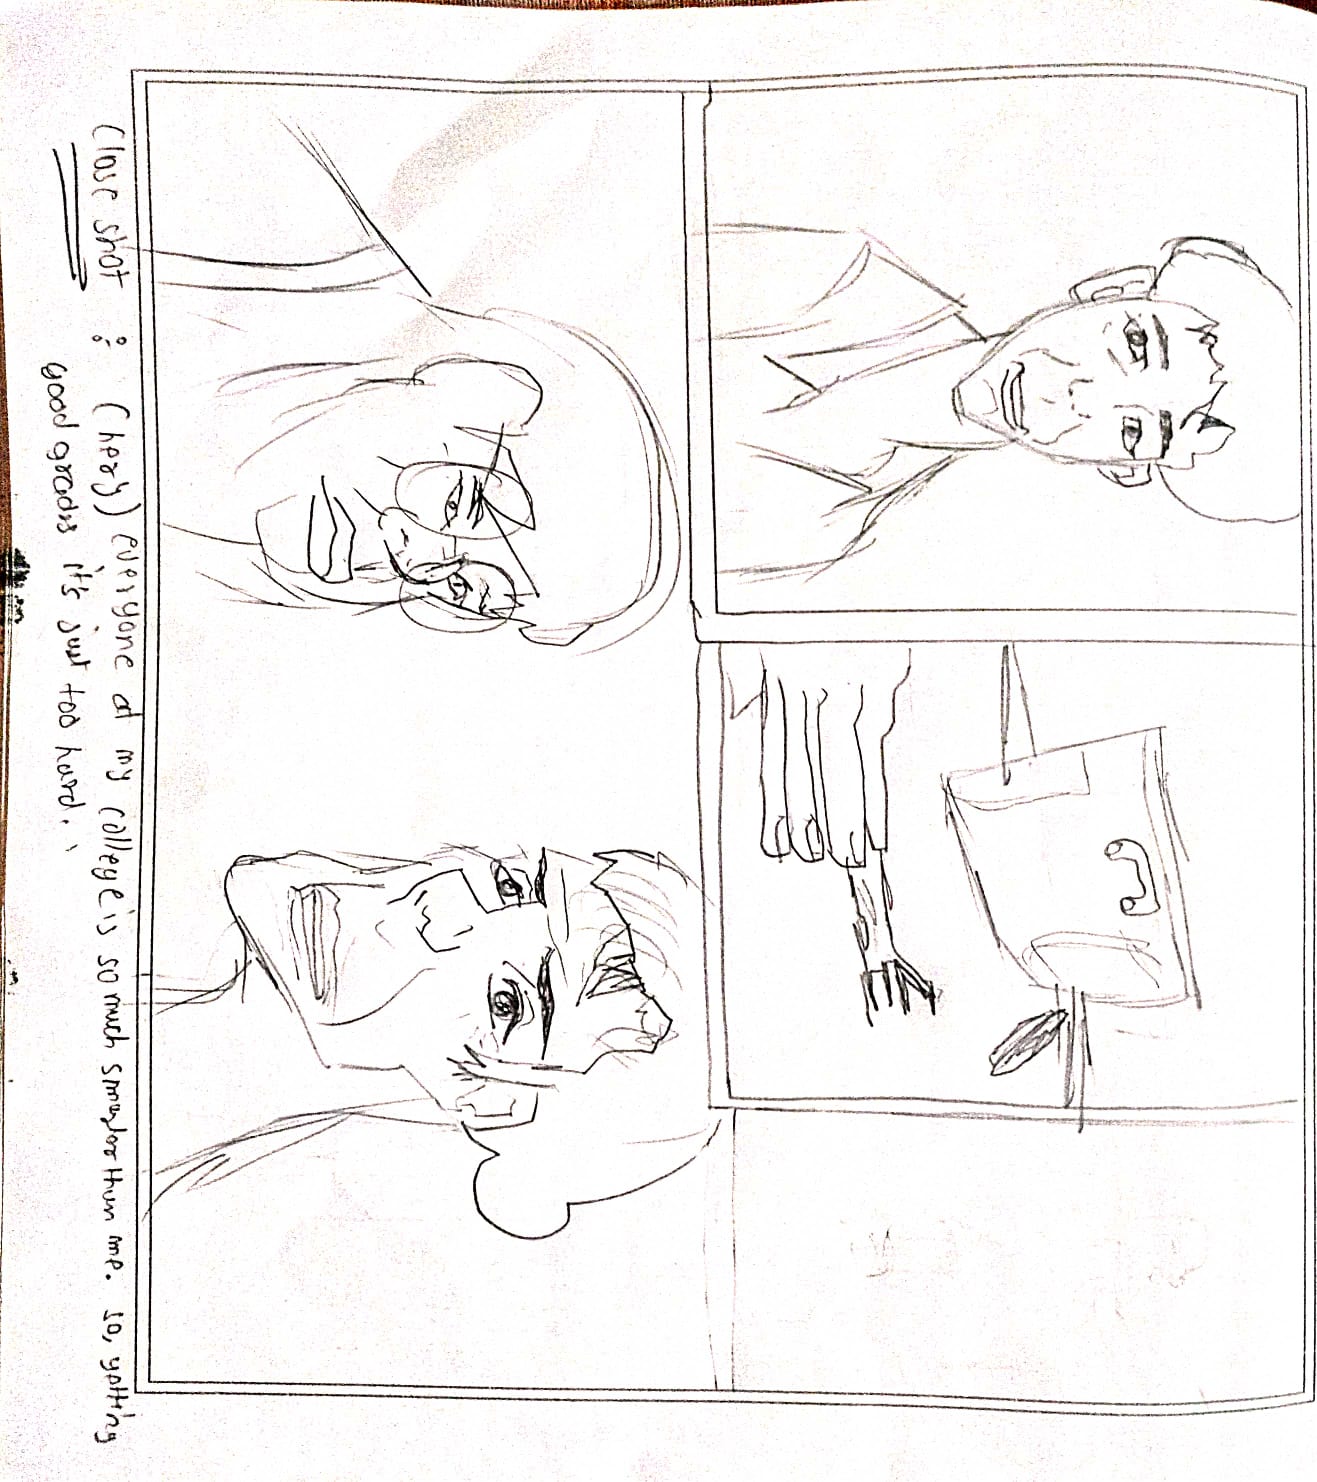 Close shot : (hevy) everyone at my college is so much smarter than me. so, getting
good grades it's just too hard.